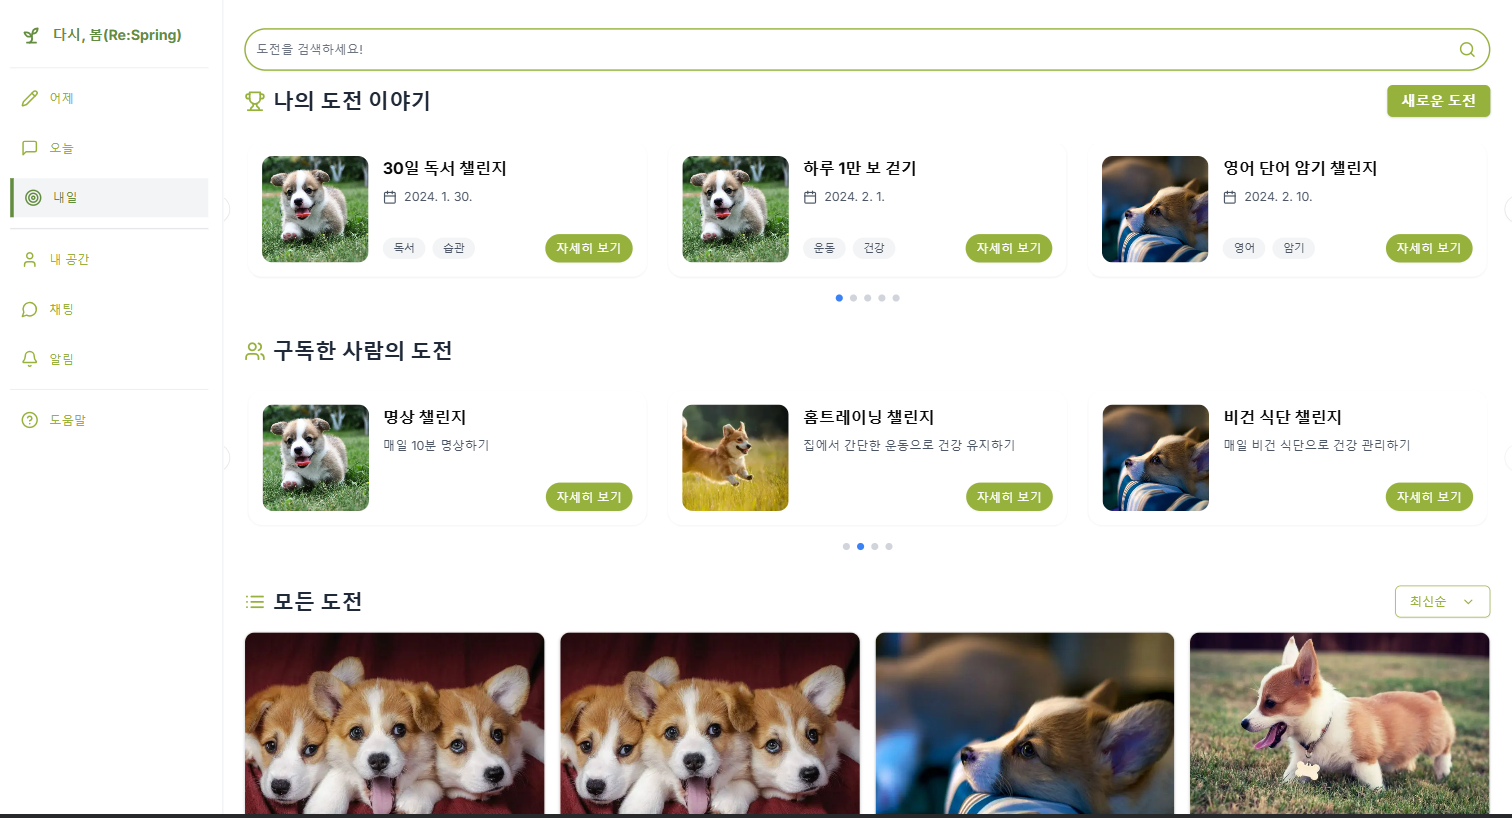 다시, 봄(Re:Spring)
어제
오늘
내일
내 공간
채팅
알림
도움말
도전을 검색하세요!
나의 도전 이야기
새로운 도전
30일 독서 챌린지
2024. 1. 30.
독서 습관
자세히 보기
하루 1만 보 걷기
2024. 2. 1.
운동 건강
자세히 보기
영어 단어 암기 챌린지
2024. 2. 10.
영어 암기
자세히 보기
구독한 사람의 도전
명상 챌린지
매일 10분 명상하기
자세히 보기
홈트레이닝 챌린지
집에서 간단한 운동으로 건강 유지하기
자세히 보기
비건 식단 챌린지
매일 비건 식단으로 건강 관리하기
자세히 보기
모든 도전
최신순